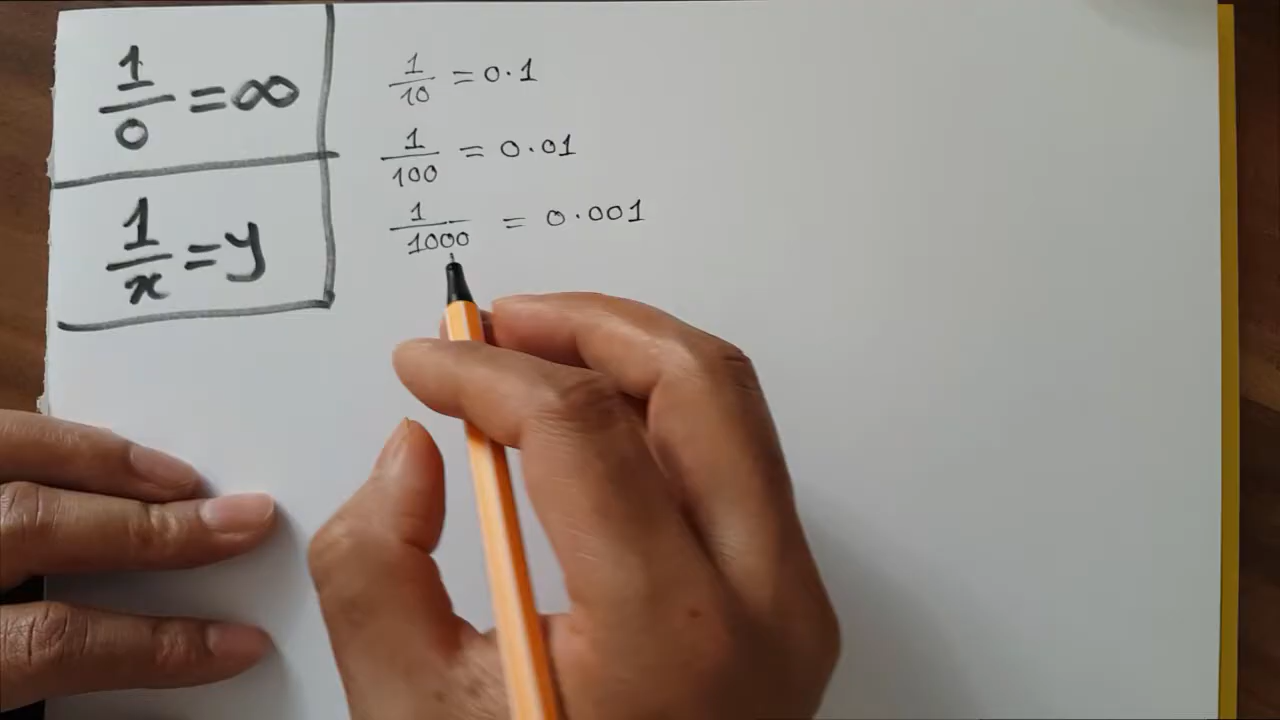 1/0 = ∞
1/x = y
1/10 = 0.1
1/100 = 0.01
1/1000 = 0.001